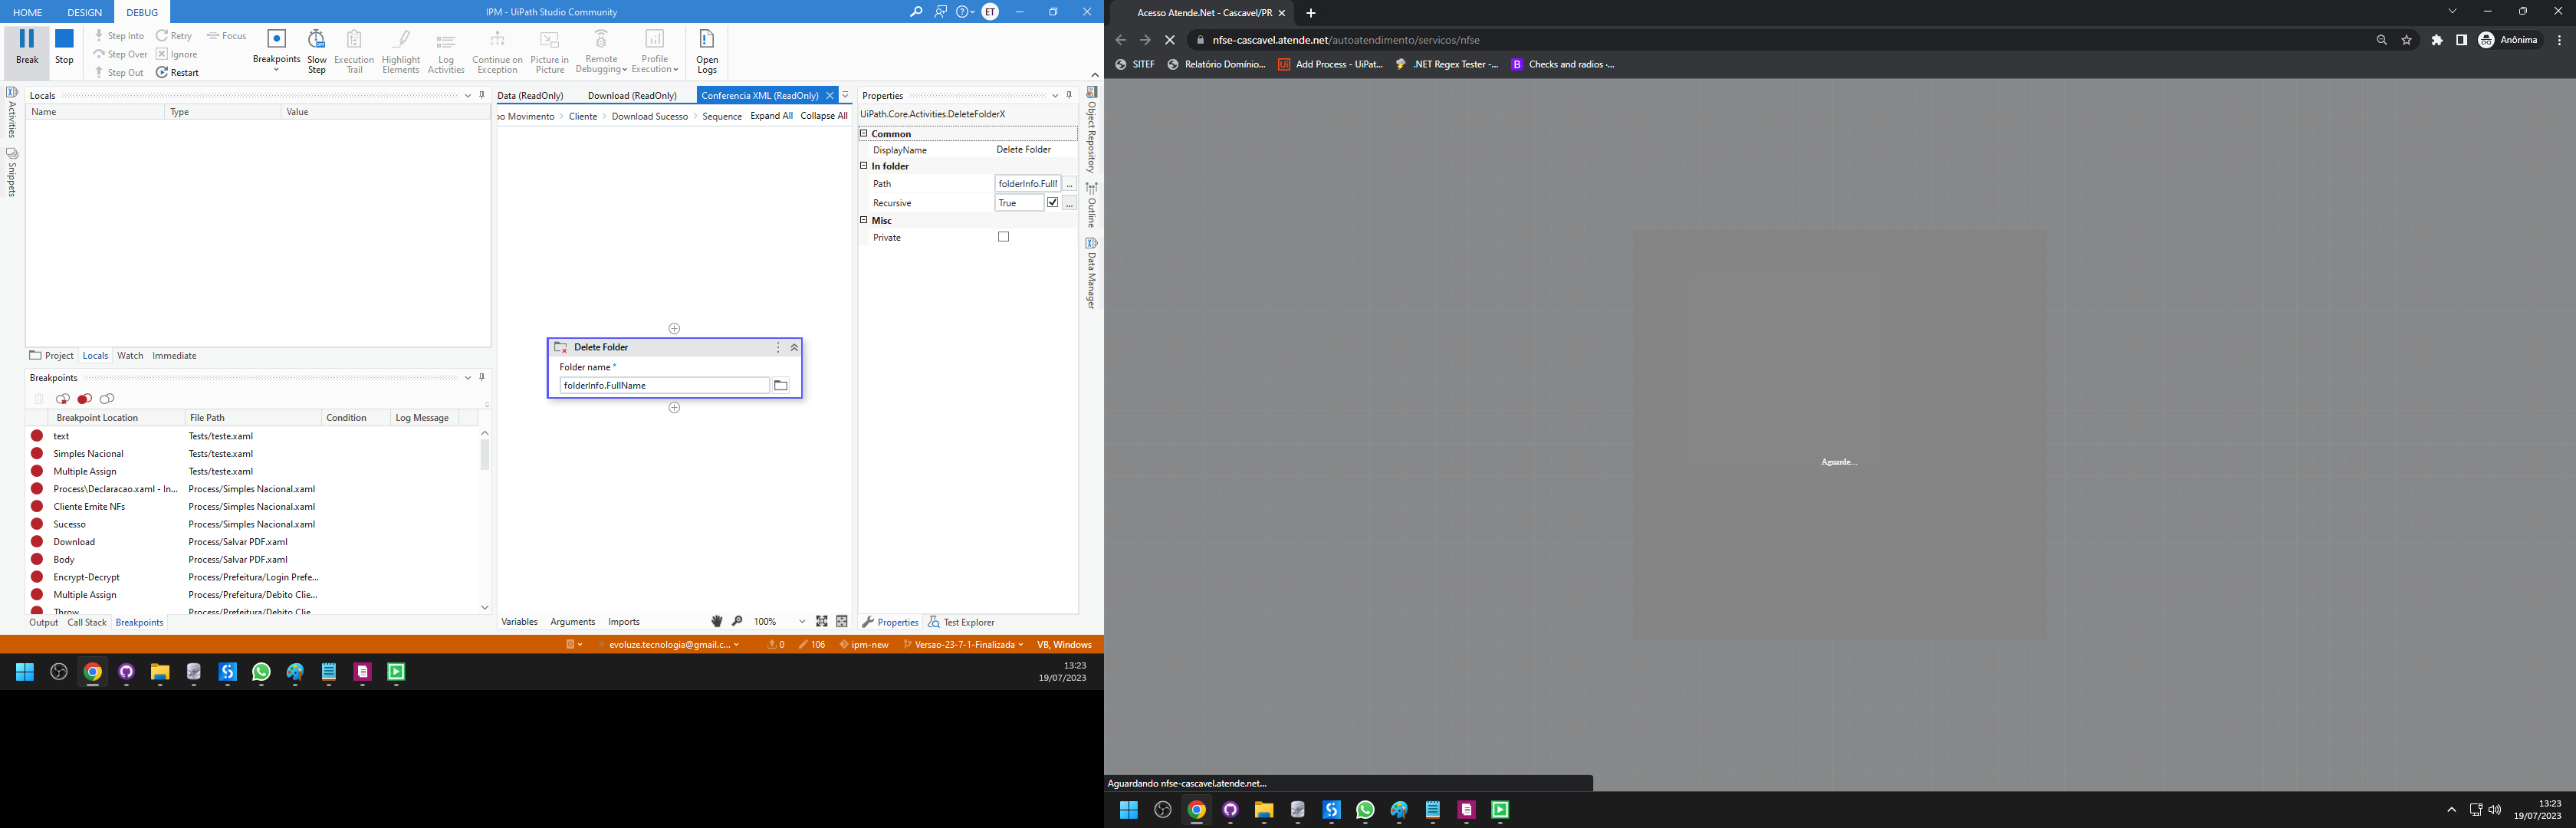 HOME DESIGN DEBUG IPM - UiPath Studio Community ET
Break
Stop
Step Into Retry Focus
Step Over Ignore
Step Out Restart
Breakpoints
Slow Step
Execution Trail
Highlight Elements
Log Activities
Continue on Exception
Picture in Picture
Remote Debugging
Profile Execution
Open Logs
Activities
Snippets
Locals
Name Type Value
Project Locals Watch Immediate
Breakpoints
Breakpoint Location File Path Condition Log Message
text Tests/teste.xaml
Simples Nacional Tests/teste.xaml
Multiple Assign Tests/teste.xaml
Process\Declaracao.xaml - In... Process/Simples Nacional.xaml
Cliente Emite NFs Process/Simples Nacional.xaml
Sucesso Process/Simples Nacional.xaml
Download Process/Salvar PDF.xaml
Body Process/Salvar PDF.xaml
Encrypt-Decrypt Process/Prefeitura/Login Prefe...
Multiple Assign Process/Prefeitura/Debito Clie...
Throw Process/Prefeitura/Debito Clie
Output Call Stack Breakpoints
Data (ReadOnly) Download (ReadOnly) Conferencia XML (ReadOnly)
po Movimento > Cliente > Download Sucesso > Sequence Expand All Collapse All
Delete Folder
Folder name *
folderInfo.FullName
Variables Arguments Imports 100%
Properties
UiPath.Core.Activities.DeleteFolderX
Common
DisplayName Delete Folder
In folder
Path folderInfo.Full ...
Recursive True ...
Misc
Private
Properties Test Explorer
Object Repository
Outline
Data Manager
evoluze.tecnologia@gmail.c... 0 106 ipm-new Versao-23-7-1-Finalizada VB, Windows
13:23
19/07/2023
Acesso Atende.Net - Cascavel/PR
nfse-cascavel.atende.net/autoatendimento/servicos/nfse Anônima
SITEF Relatório Domínio... Add Process - UiPat... .NET Regex Tester -... B Checks and radios ·...
Aguarde...
Aguardando nfse-cascavel.atende.net...
13:23
19/07/2023